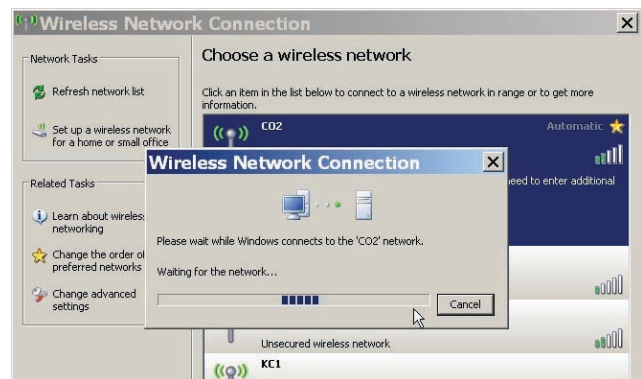 Wireless Network Connection
Network Tasks
Refresh network list
Set up a wireless network
for a home or small office
Related Tasks
Learn about wireless
networking
Change the order of
preferred networks
Change advanced
settings
Choose a wireless network
Click an item in the list below to connect to a wireless network in range or to get more
information.
CO2
Automatic
need to enter additional
Wireless Network Connection
Please wait while Windows connects to the 'CO2' network.
Waiting for the network...
Cancel
Unsecured wireless network
KC1